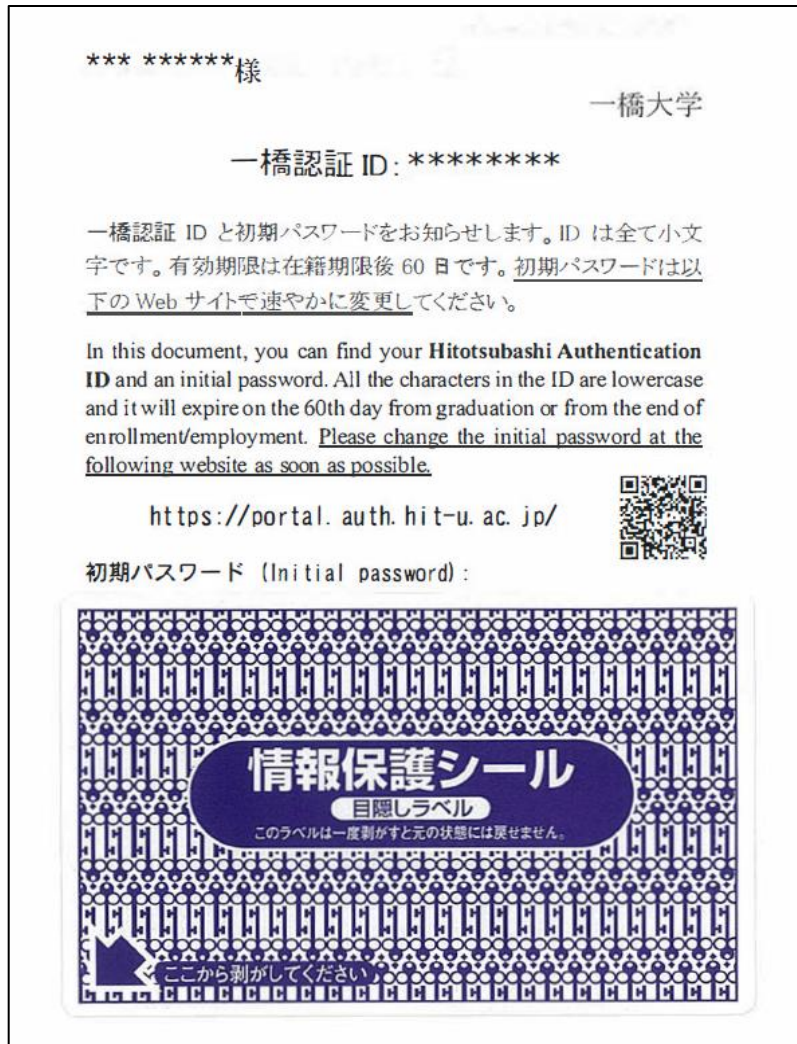 *** ******様
一橋大学
一橋認証 ID: ********
一橋認証 ID と初期パスワードをお知らせします。ID は全て小文
字です。有効期限は在籍期限後 60 日です。初期パスワードは以
下の Web サイトで速やかに変更してください。
In this document, you can find your Hitotsubashi Authentication
ID and an initial password. All the characters in the ID are lowercase
and it will expire on the 60th day from graduation or from the end of
enrollment/employment. Please change the initial password at the
following website as soon as possible.
https://portal.auth.hit-u.ac.jp/
初期パスワード (Initial password):
情報保護シール
目隠しラベル
このラベルは一度剥がすと元の状態には戻せません。
ここから剥がしてください